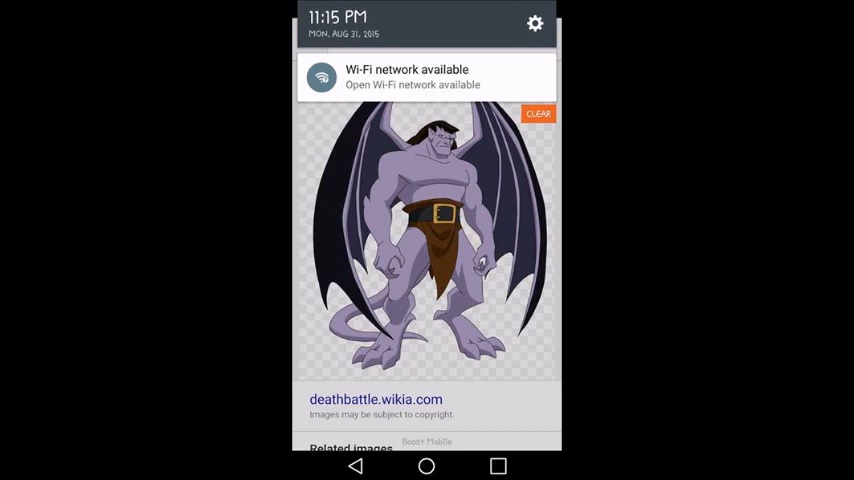 11:15 PM
MON, AUG 31, 2015
Wi-Fi network available
Open Wi-Fi network available
CLEAR
deathbattle.wikia.com
Images may be subject to copyright.
Related images
Boost Mobile